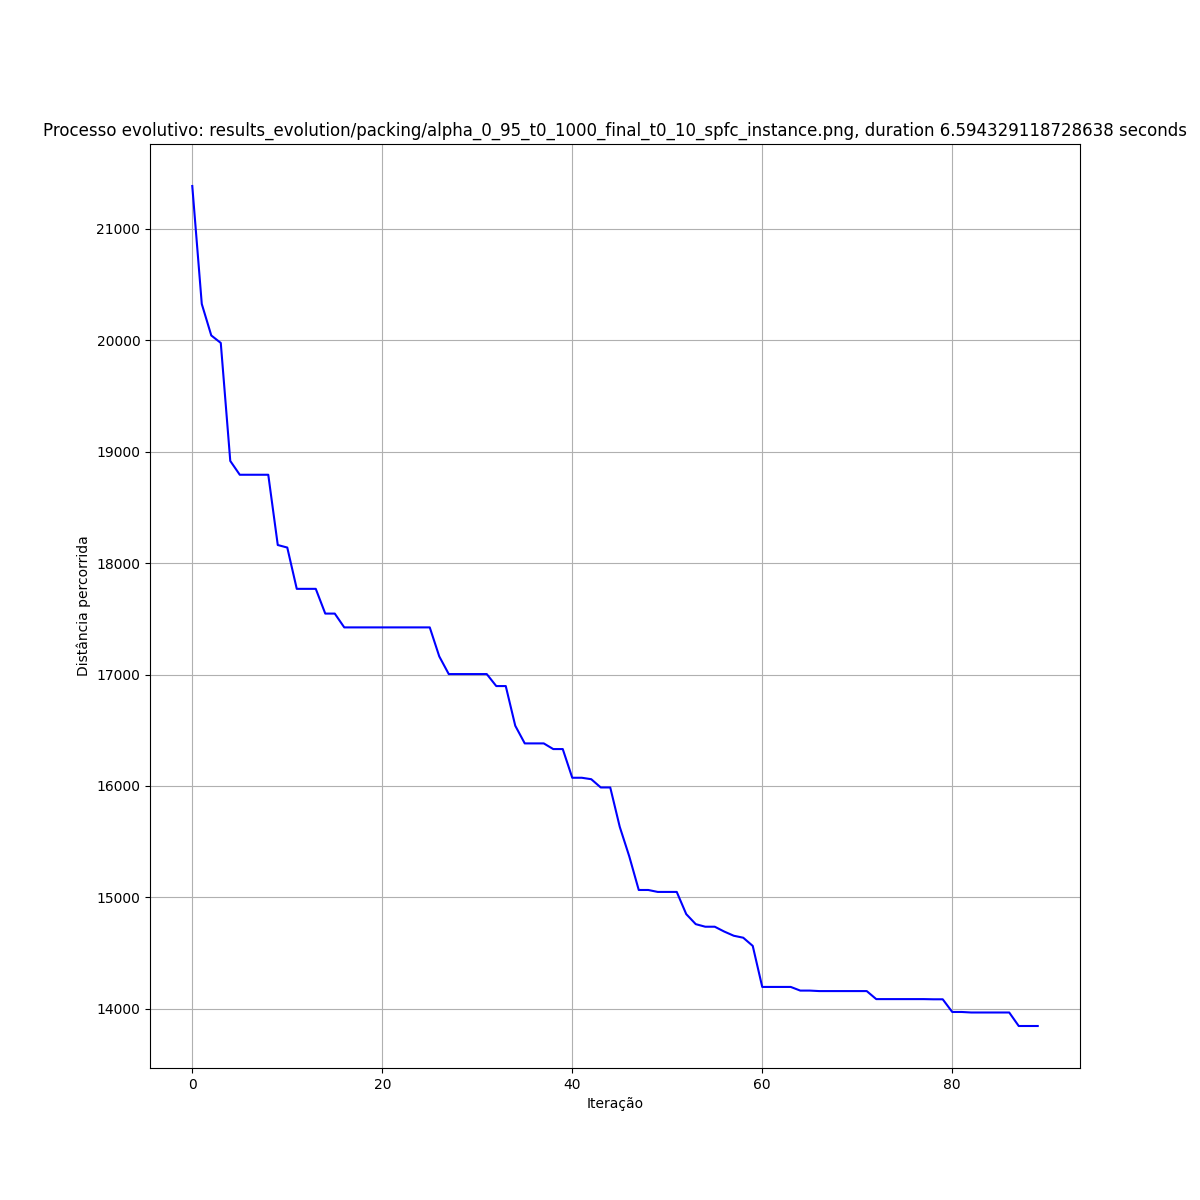 Processo evolutivo: results_evolution/packing/alpha_0_95_t0_1000_final_t0_10_spfc_instance.png, duration 6.594329118728638 seconds
21000
20000
19000
18000
17000
16000
15000
14000
Distância percorrida
0 20 40 60 80
Iteração